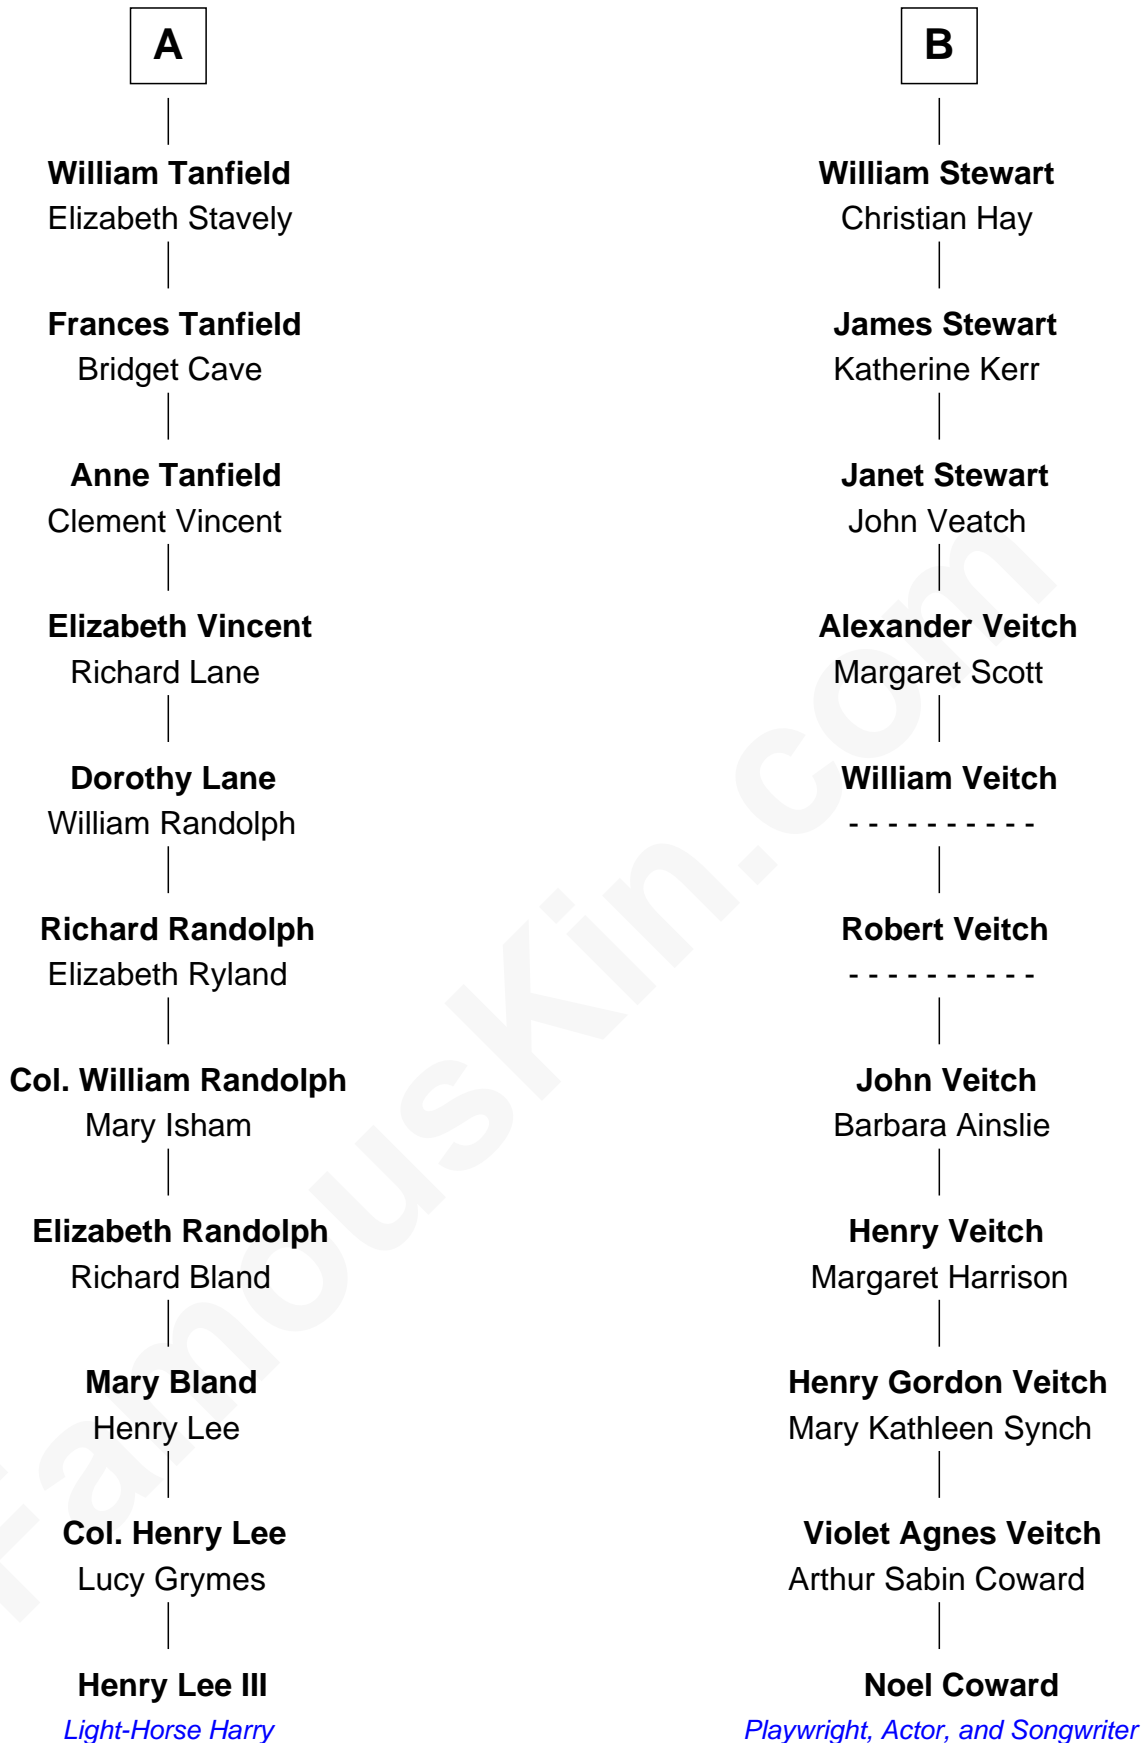 A
William Tanfield
Elizabeth Stavely
Frances Tanfield
Bridget Cave
Anne Tanfield
Clement Vincent
Elizabeth Vincent
Richard Lane
Dorothy Lane
William Randolph
Richard Randolph
Elizabeth Ryland
Col. William Randolph
Mary Isham
Elizabeth Randolph
Richard Bland
Mary Bland
Henry Lee
Col. Henry Lee
Lucy Grymes
Henry Lee III
Light-Horse Harry
B
William Stewart
Christian Hay
James Stewart
Katherine Kerr
Janet Stewart
John Veatch
Alexander Veitch
Margaret Scott
William Veitch
- - - - - - - - - -
Robert Veitch
- - - - - - - - - -
John Veitch
Barbara Ainslie
Henry Veitch
Margaret Harrison
Henry Gordon Veitch
Mary Kathleen Synch
Violet Agnes Veitch
Arthur Sabin Coward
Noel Coward
Playwright, Actor, and Songwriter
FamousKin.com